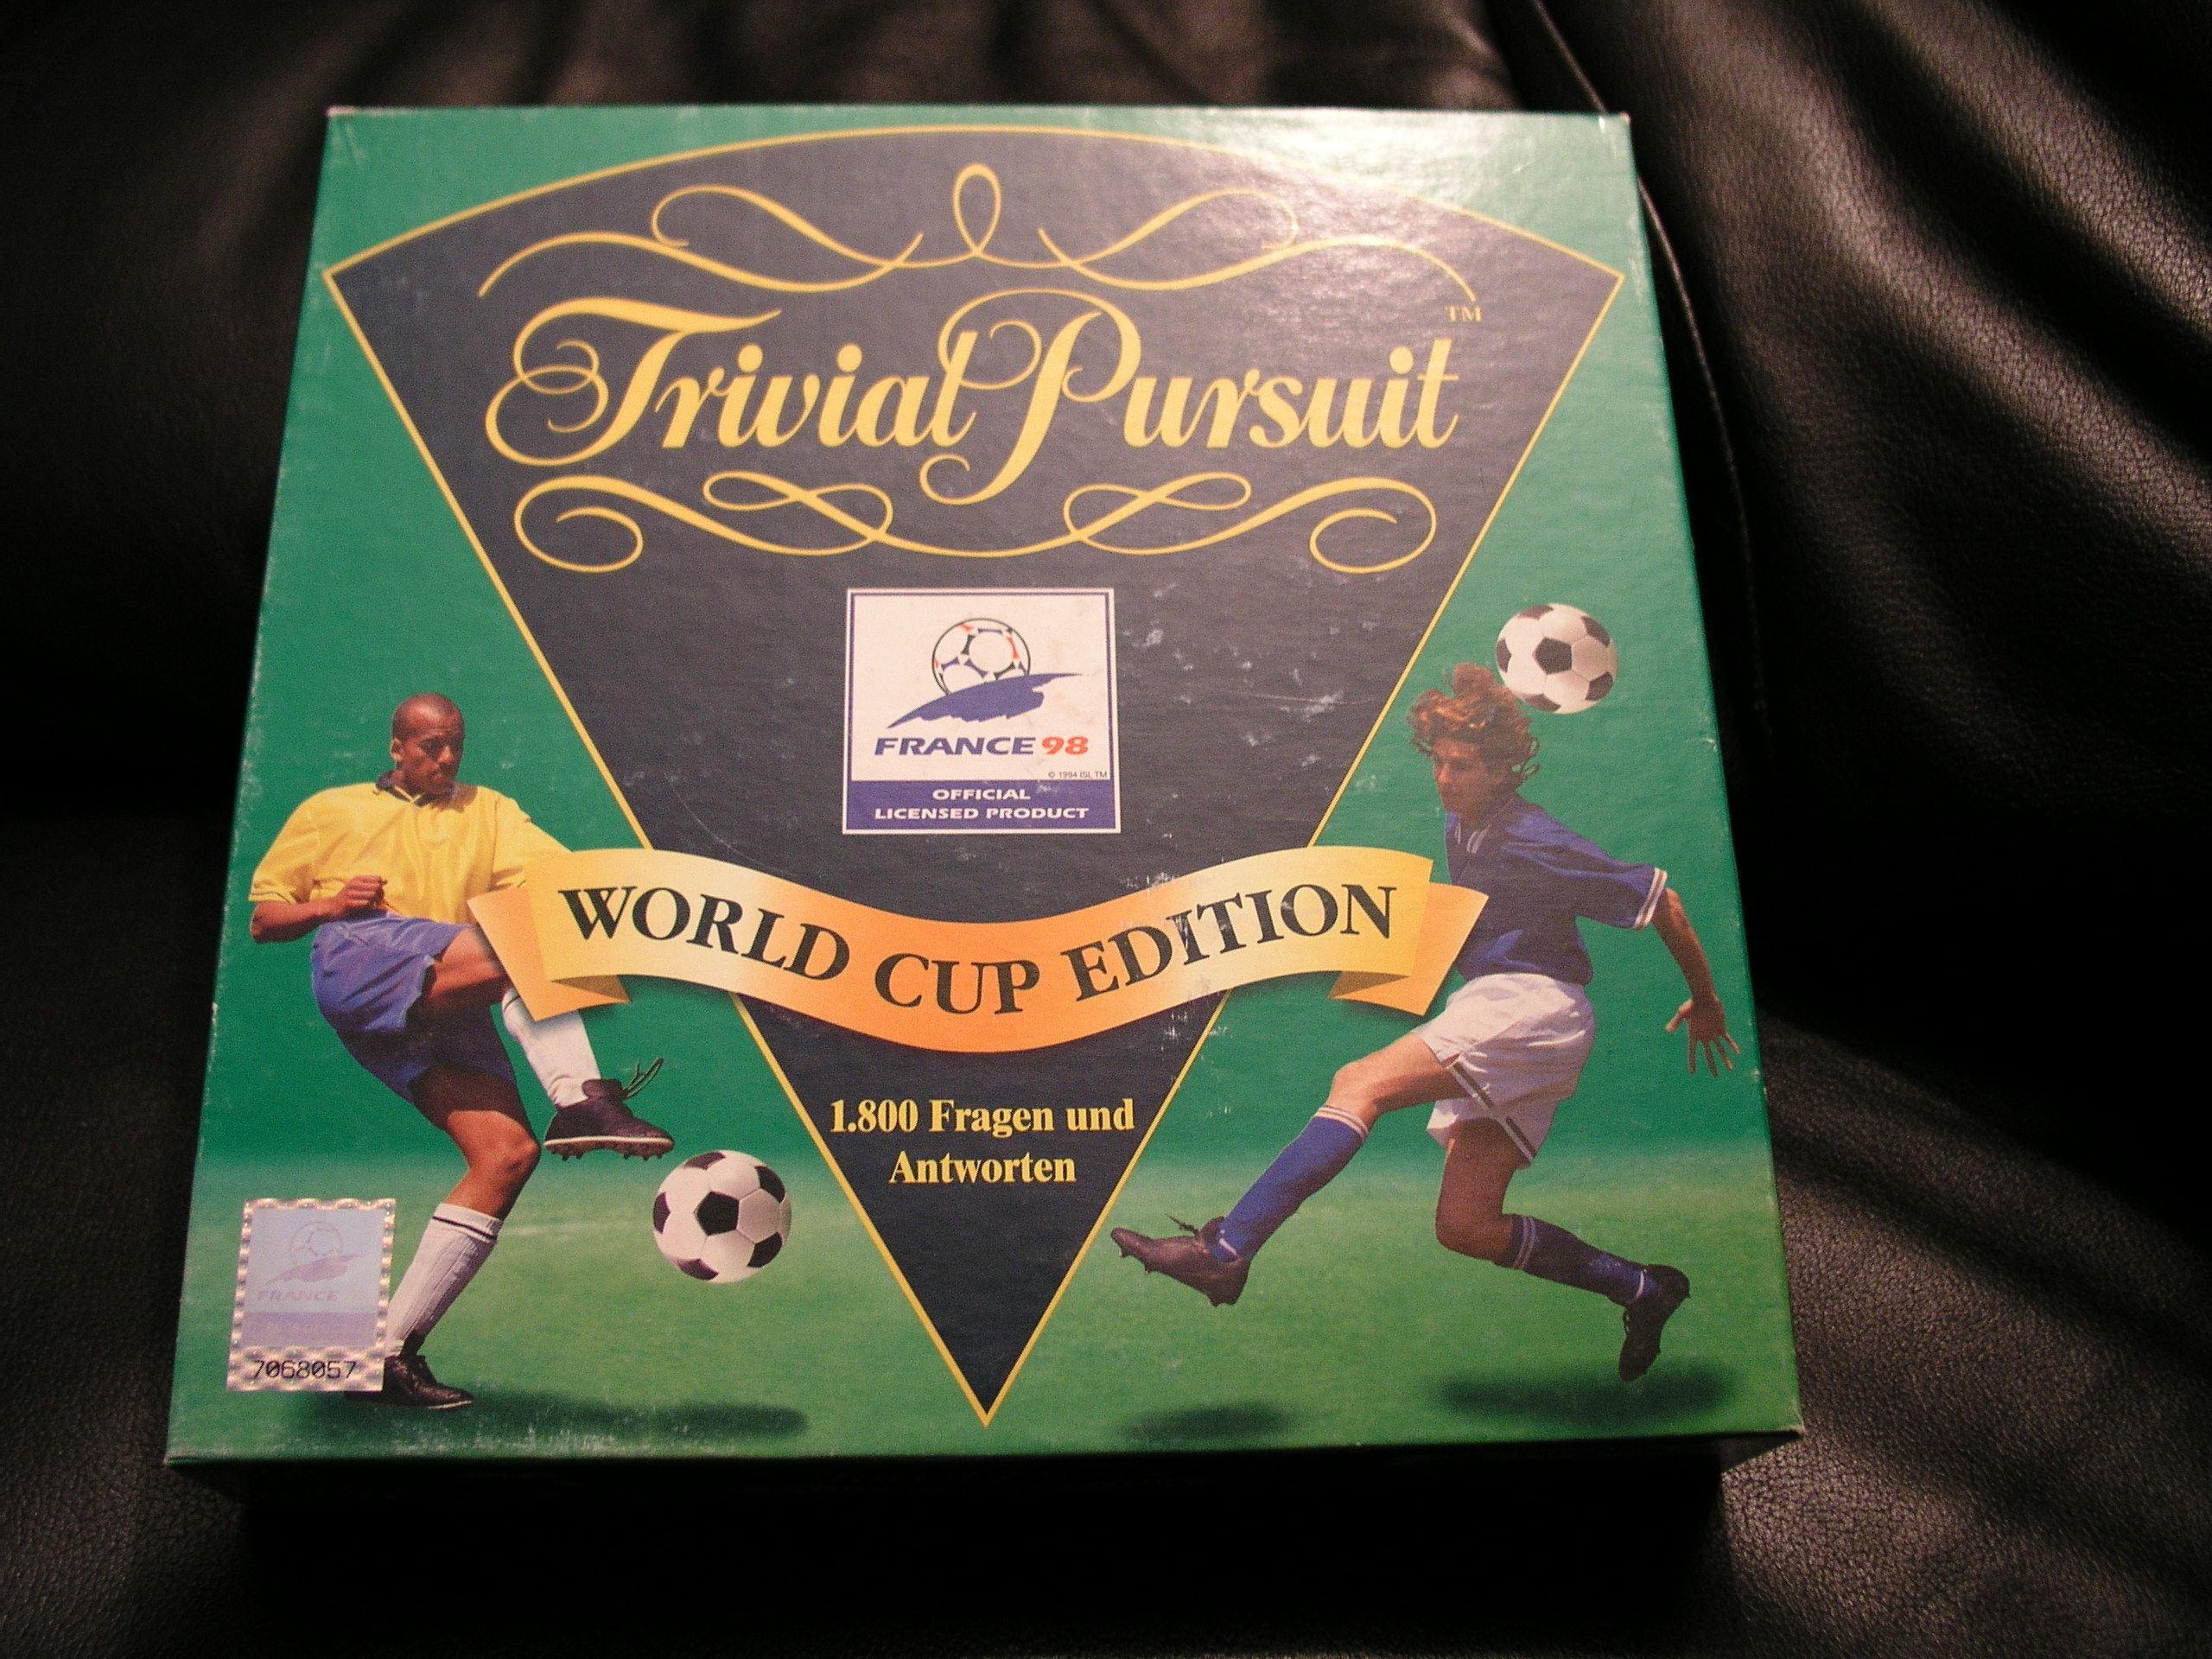 Trivial Pursuit
TM
FRANCE 98
© 1994 ISL TM
OFFICIAL
LICENSED PRODUCT
WORLD CUP EDITION
1.800 Fragen und
Antworten
FRANCE
7068057